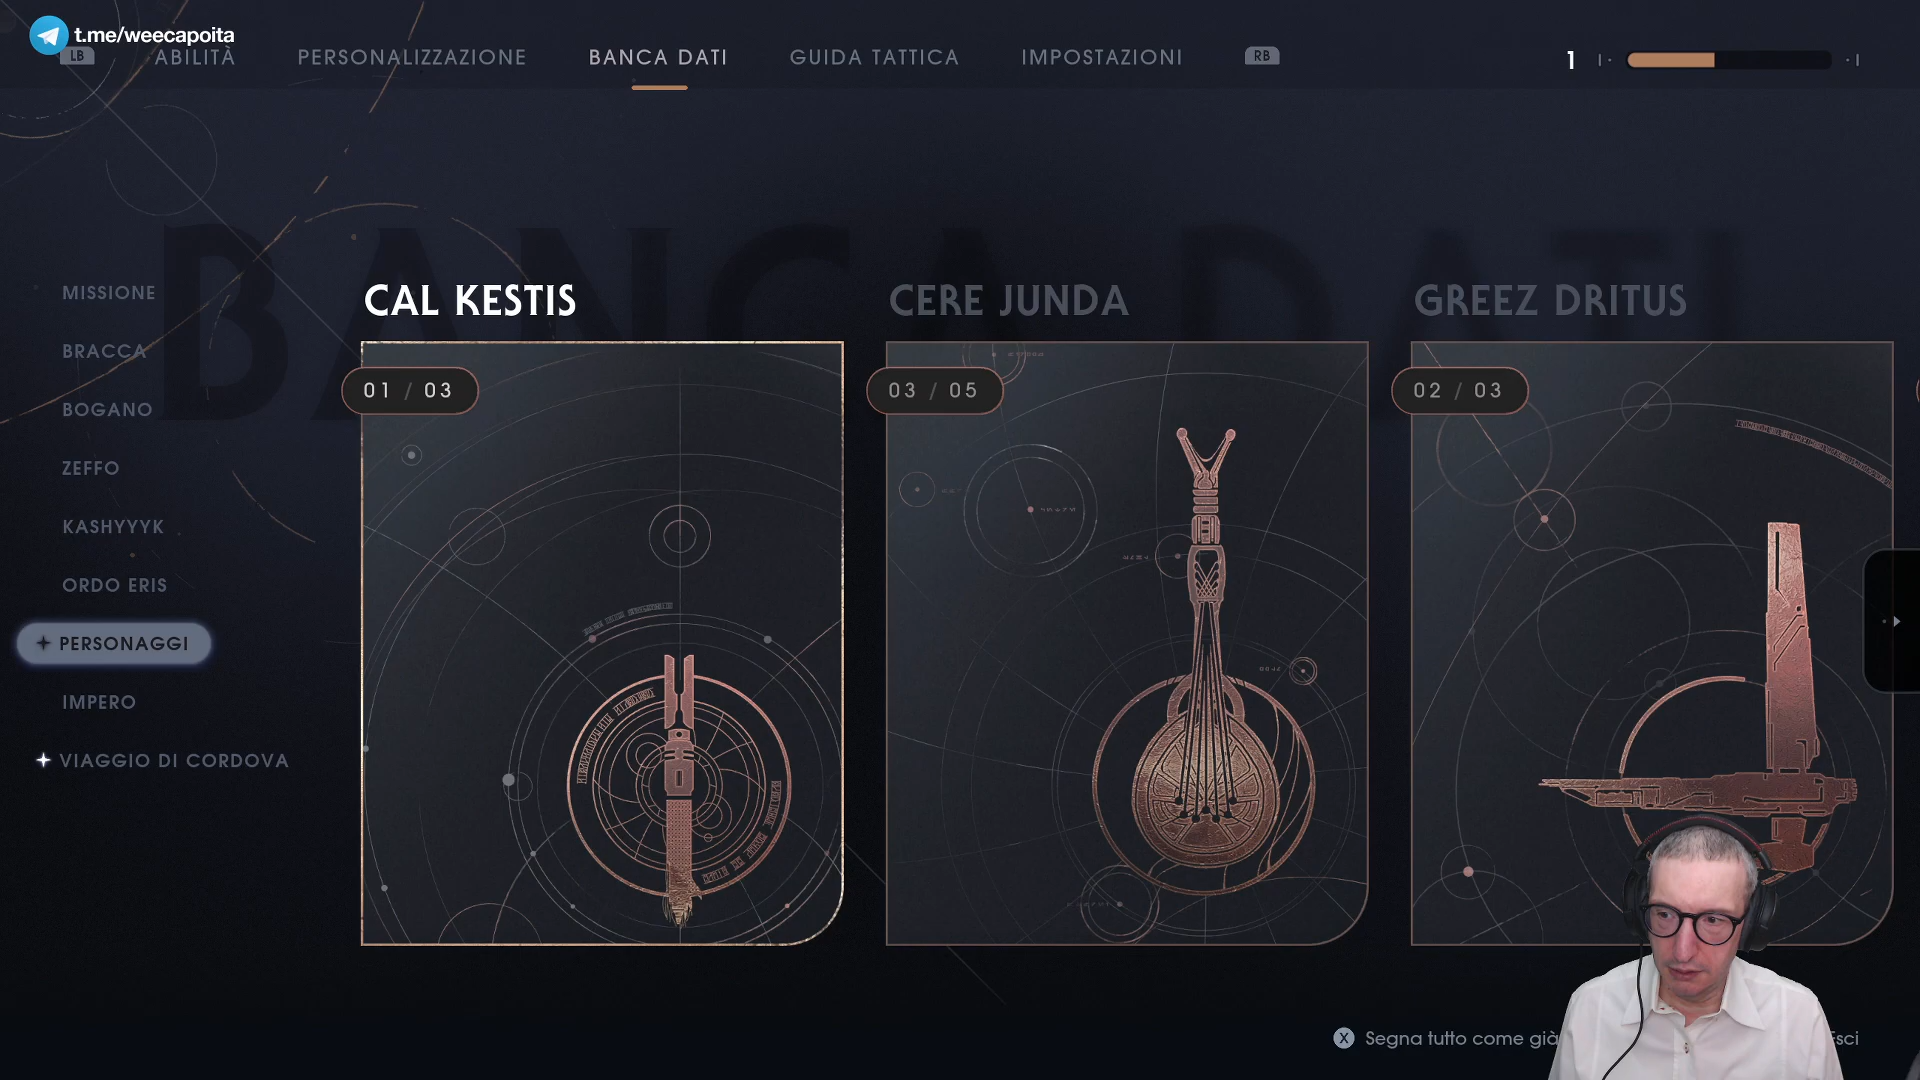 t.me/weecapoita
LB ABILITÀ PERSONALIZZAZIONE BANCA DATI GUIDA TATTICA IMPOSTAZIONI RB 1
BANCA DATI
MISSIONE
BRACCA
BOGANO
ZEFFO
KASHYYYK
ORDO ERIS
PERSONAGGI
IMPERO
VIAGGIO DI CORDOVA
CAL KESTIS
01 / 03
CERE JUNDA
03 / 05
GREEZ DRITUS
02 / 03
X Segna tutto come già
Esci